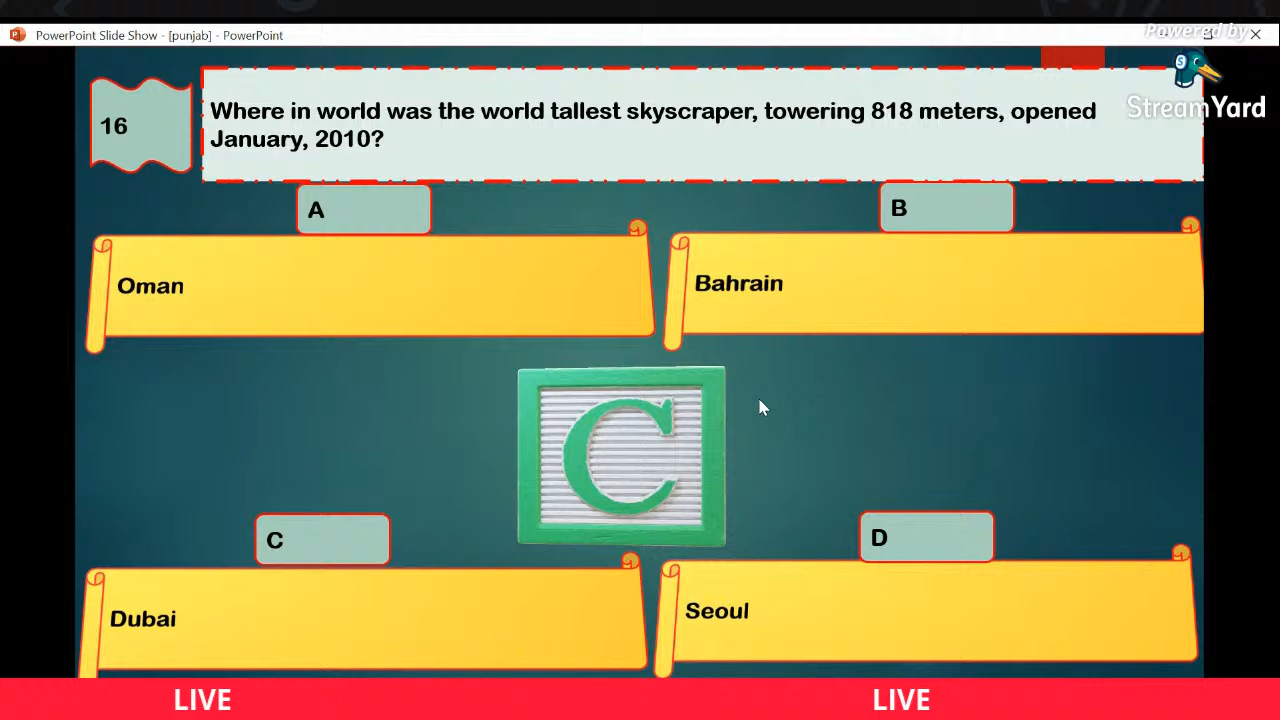 PowerPoint Slide Show - [punjab] - PowerPoint
Powered by
StreamYard
16
Where in world was the world tallest skyscraper, towering 818 meters, opened
January, 2010?
A
B
Oman
Bahrain
C
C
D
Dubai
Seoul
LIVE
LIVE